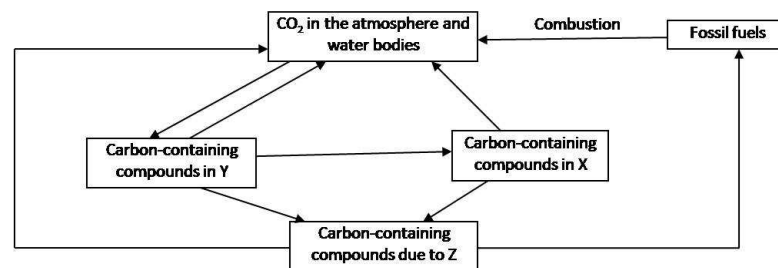 CO₂ in the atmosphere and
water bodies
Combustion
Fossil fuels
Carbon-containing
compounds in Y
Carbon-containing
compounds in X
Carbon-containing
compounds due to Z